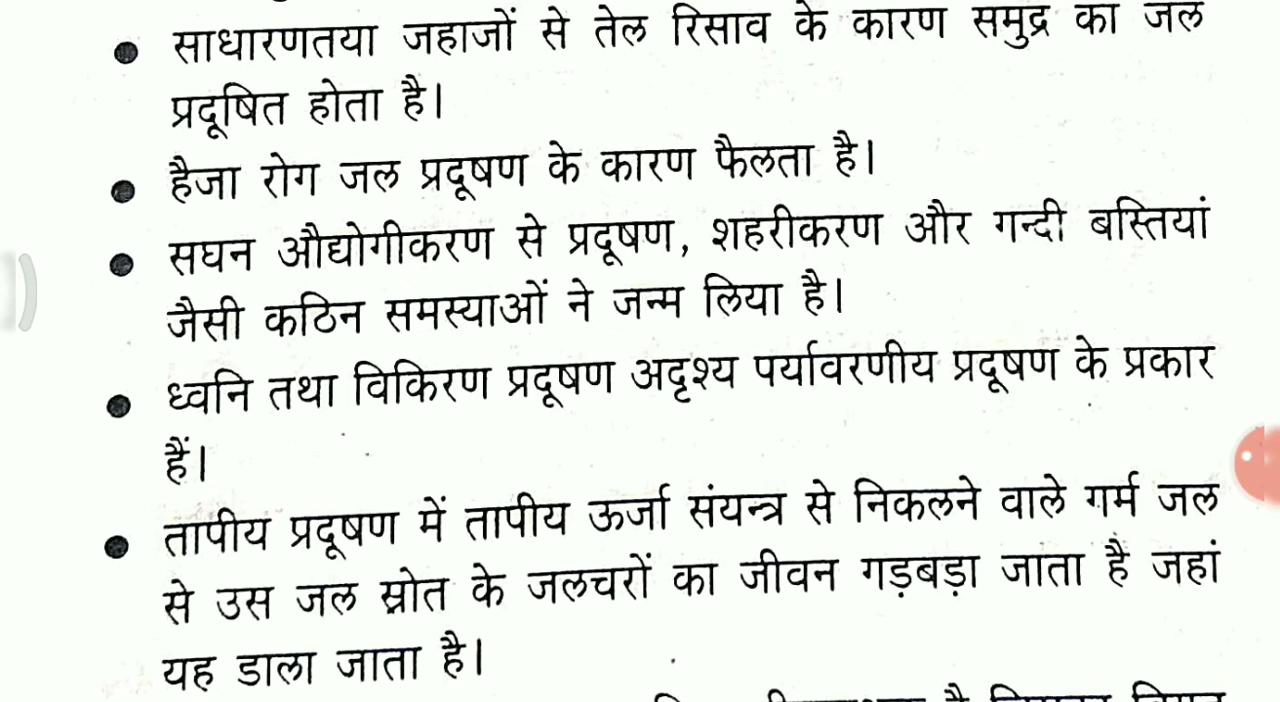 ● साधारणतया जहाजों से तेल रिसाव के कारण समुद्र का जल
प्रदूषित होता है।
● हैजा रोग जल प्रदूषण के कारण फैलता है।
● सघन औद्योगीकरण से प्रदूषण, शहरीकरण और गन्दी बस्तियां
जैसी कठिन समस्याओं ने जन्म लिया है।
● ध्वनि तथा विकिरण प्रदूषण अदृश्य पर्यावरणीय प्रदूषण के प्रकार
हैं।
● तापीय प्रदूषण में तापीय ऊर्जा संयन्त्र से निकलने वाले गर्म जल
से उस जल स्रोत के जलचरों का जीवन गड़बड़ा जाता है जहां
यह डाला जाता है।